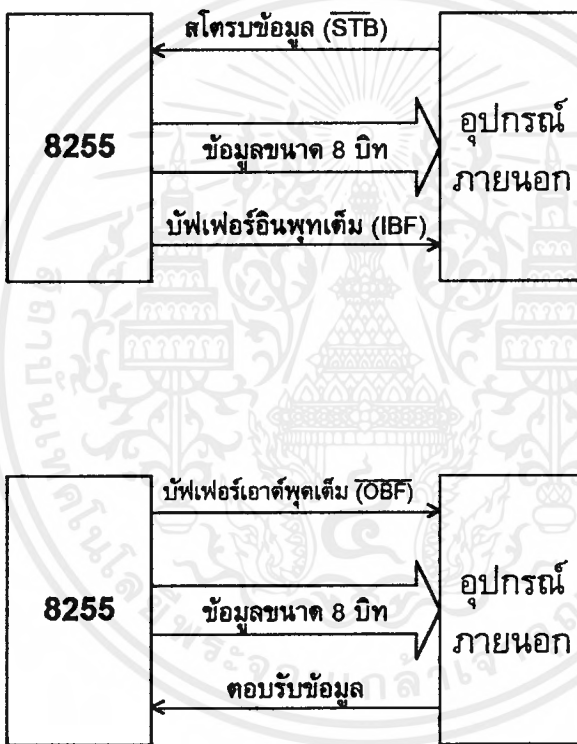 สโตรบข้อมูล (S̅T̅B̅)
8255
ข้อมูลขนาด 8 บิท
อุปกรณ์
ภายนอก
บัฟเฟอร์อินพุทเต็ม (IBF)
บัฟเฟอร์เอาต์พุตเต็ม (O̅B̅F̅)
8255
ข้อมูลขนาด 8 บิท
อุปกรณ์
ภายนอก
ตอบรับข้อมูล